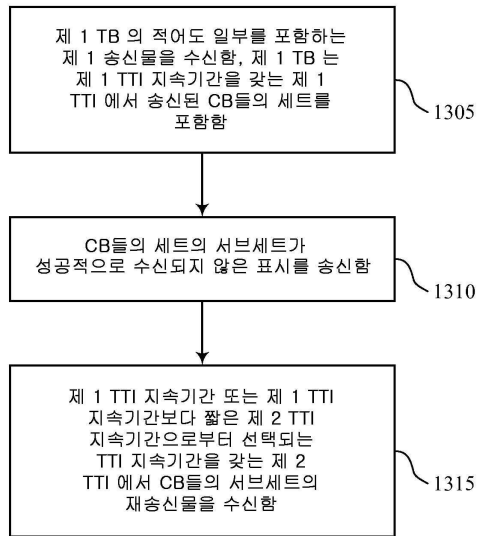 제 1 TB 의 적어도 일부를 포함하는
제 1 송신물을 수신함, 제 1 TB 는
제 1 TTI 지속기간을 갖는 제 1
TTI 에서 송신된 CB들의 세트를
포함함
1305
CB들의 세트의 서브세트가
성공적으로 수신되지 않은 표시를 송신함
1310
제 1 TTI 지속기간 또는 제 1 TTI
지속기간보다 짧은 제 2 TTI
지속기간으로부터 선택되는
TTI 지속기간을 갖는 제 2
TTI 에서 CB들의 서브세트의
재송신물을 수신함
1315